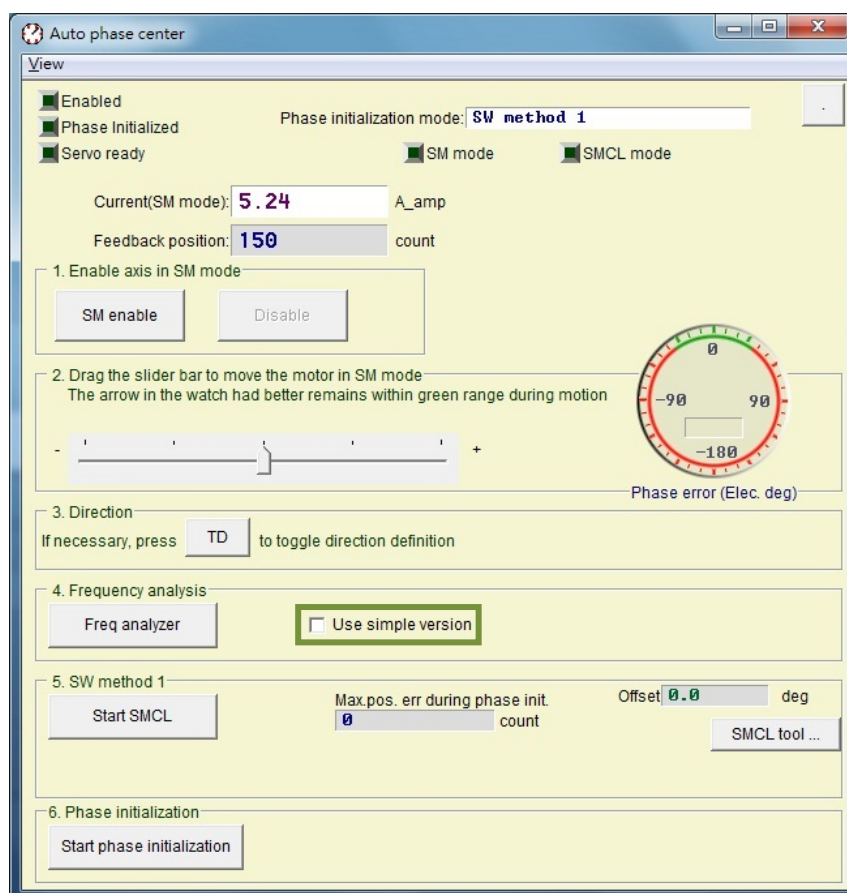 Auto phase center
View
Enabled
Phase Initialized
Servo ready
Phase initialization mode: SW method 1
.
SM mode
SMCL mode
Current(SM mode): 5.24 A_amp
Feedback position: 150 count
1. Enable axis in SM mode
SM enable
Disable
2. Drag the slider bar to move the motor in SM mode
The arrow in the watch had better remains within green range during motion
- +
0
-90 90
-180
Phase error (Elec. deg)
3. Direction
If necessary, press TD to toggle direction definition
4. Frequency analysis
Freq analyzer
Use simple version
5. SW method 1
Start SMCL
Max.pos. err during phase init.
0 count
Offset 0.0 deg
SMCL tool ...
6. Phase initialization
Start phase initialization